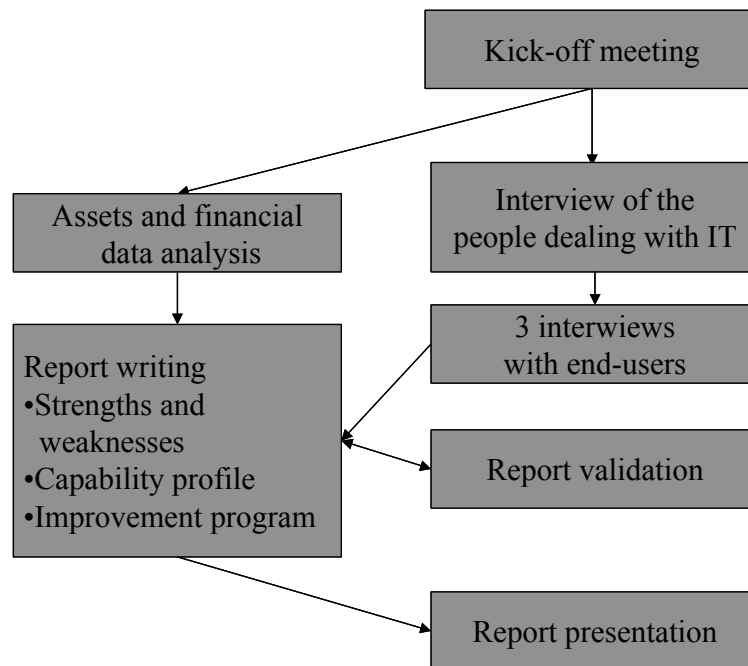 Kick-off meeting
Assets and financial
data analysis
Interview of the
people dealing with IT
3 interwiews
with end-users
Report writing
•Strengths and
weaknesses
•Capability profile
•Improvement program
Report validation
Report presentation